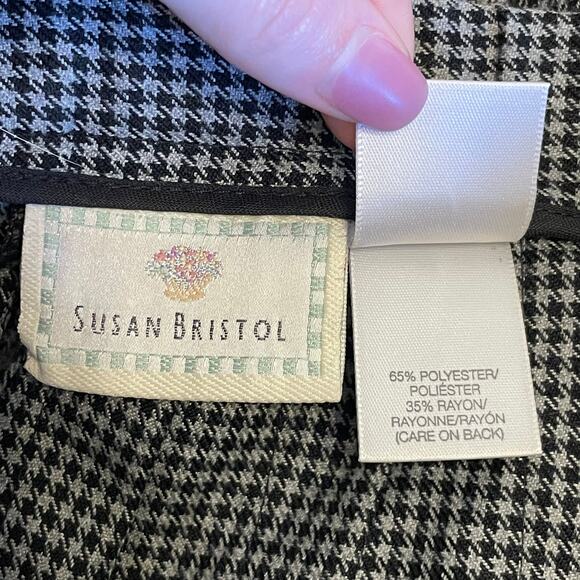 SUSAN BRISTOL
65% POLYESTER/
POLIÉSTER
35% RAYON/
RAYONNE/RAYÓN
(CARE ON BACK)